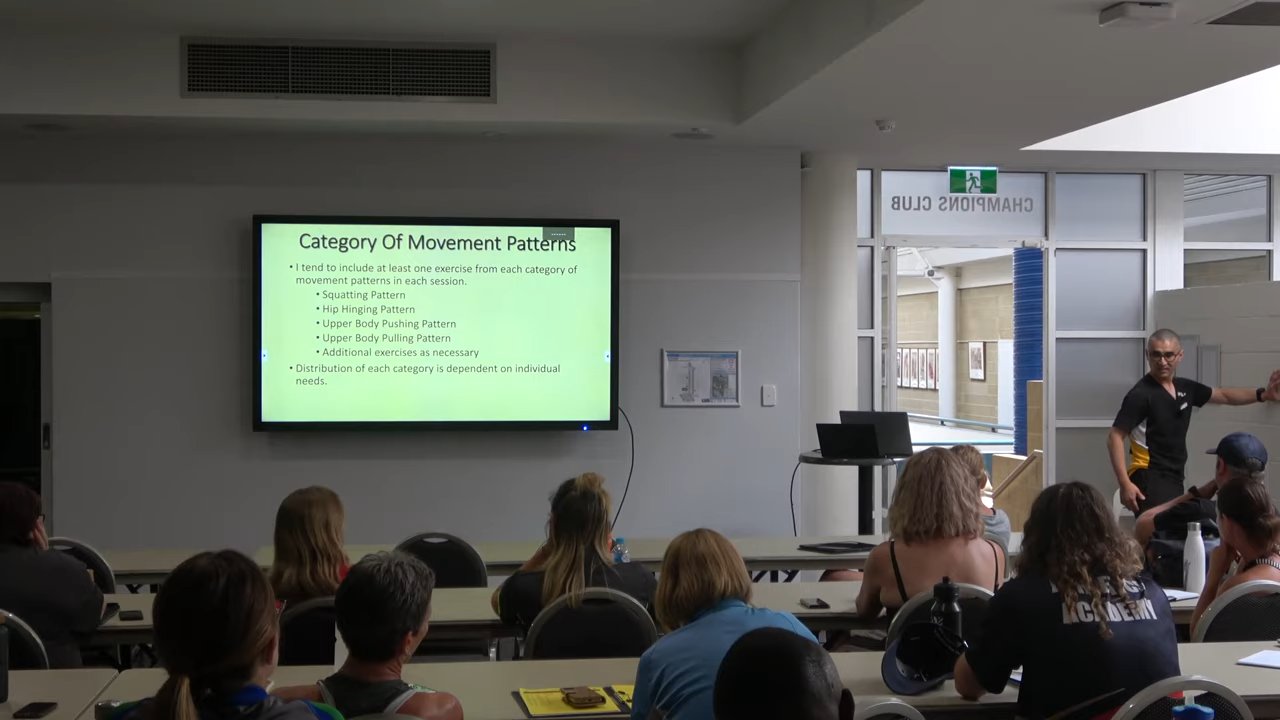 Category Of Movement Patterns
• I tend to include at least one exercise from each category of
movement patterns in each session.
• Squatting Pattern
• Hip Hinging Pattern
• Upper Body Pushing Pattern
• Upper Body Pulling Pattern
• Additional exercises as necessary
• Distribution of each category is dependent on individual
needs.
CHAMPIONS CLUB
ACADEMY